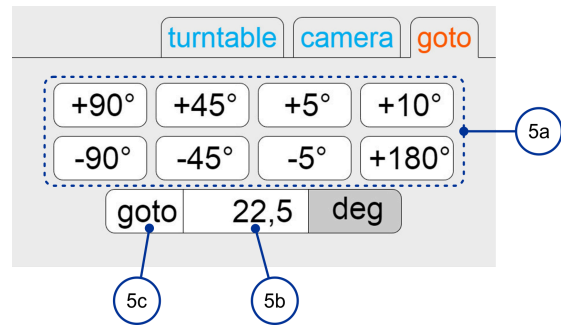 turntable camera goto
+90° +45° +5° +10°
-90° -45° -5° +180°
5a
goto 22,5 deg
5c 5b